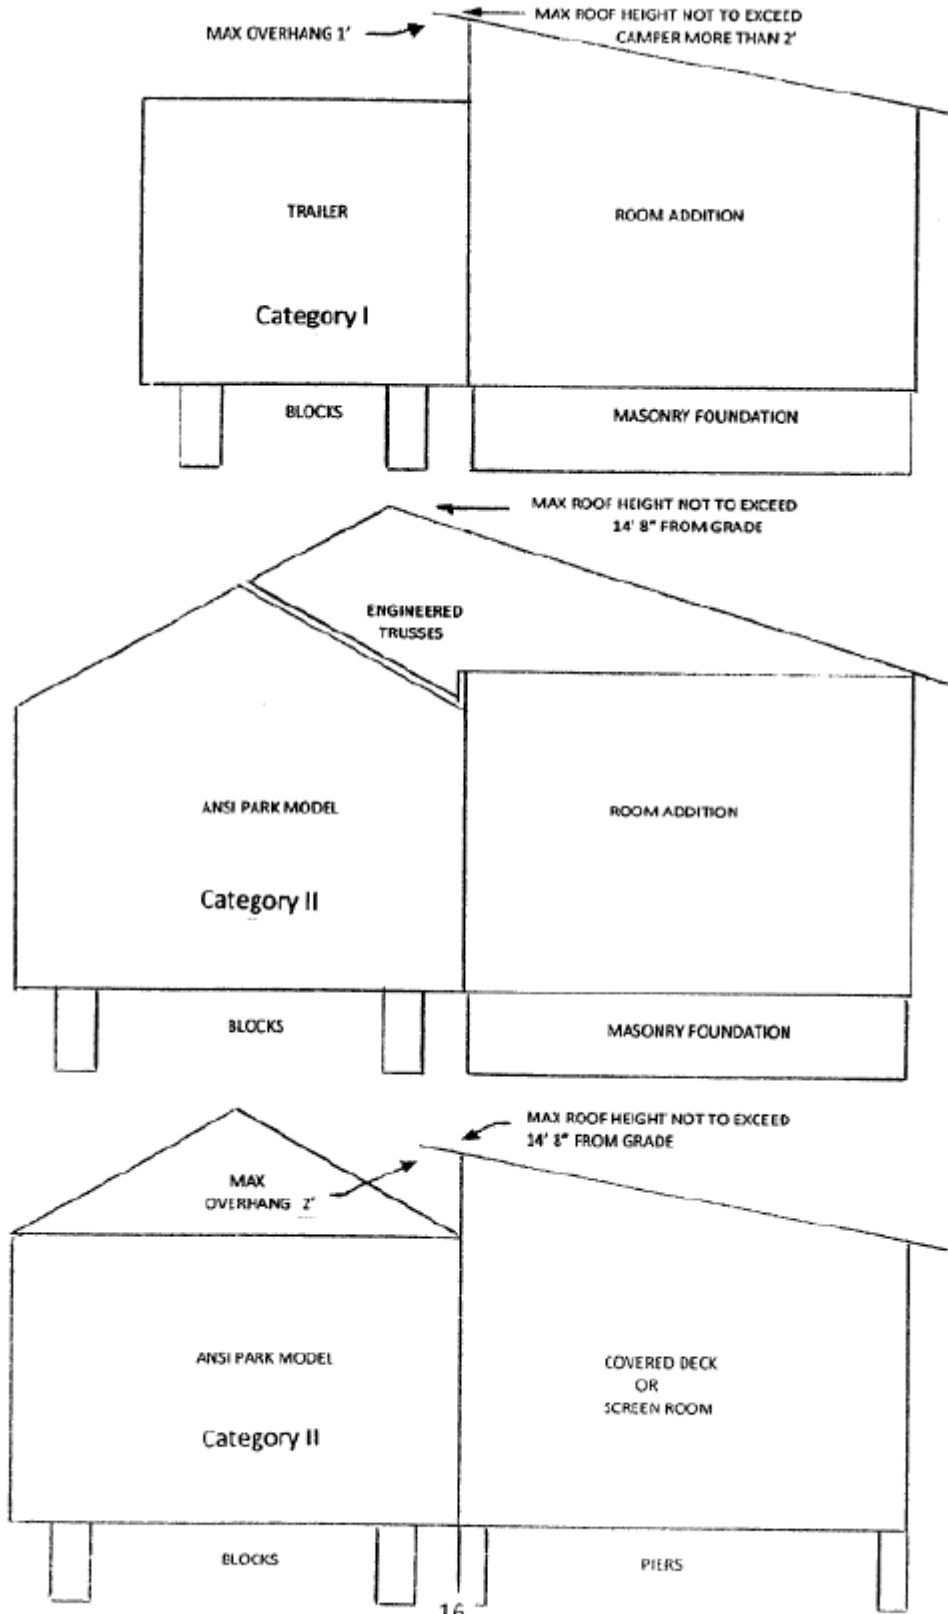 MAX OVERHANG 1'
MAX ROOF HEIGHT NOT TO EXCEED
CAMPER MORE THAN 2'
TRAILER
ROOM ADDITION
Category I
BLOCKS
MASONRY FOUNDATION
MAX ROOF HEIGHT NOT TO EXCEED
14' 8" FROM GRADE
ENGINEERED
TRUSSES
ANSI PARK MODEL
ROOM ADDITION
Category II
BLOCKS
MASONRY FOUNDATION
MAX ROOF HEIGHT NOT TO EXCEED
14' 8" FROM GRADE
MAX
OVERHANG 2'
ANSI PARK MODEL
COVERED DECK
OR
SCREEN ROOM
Category II
BLOCKS
PIERS
16